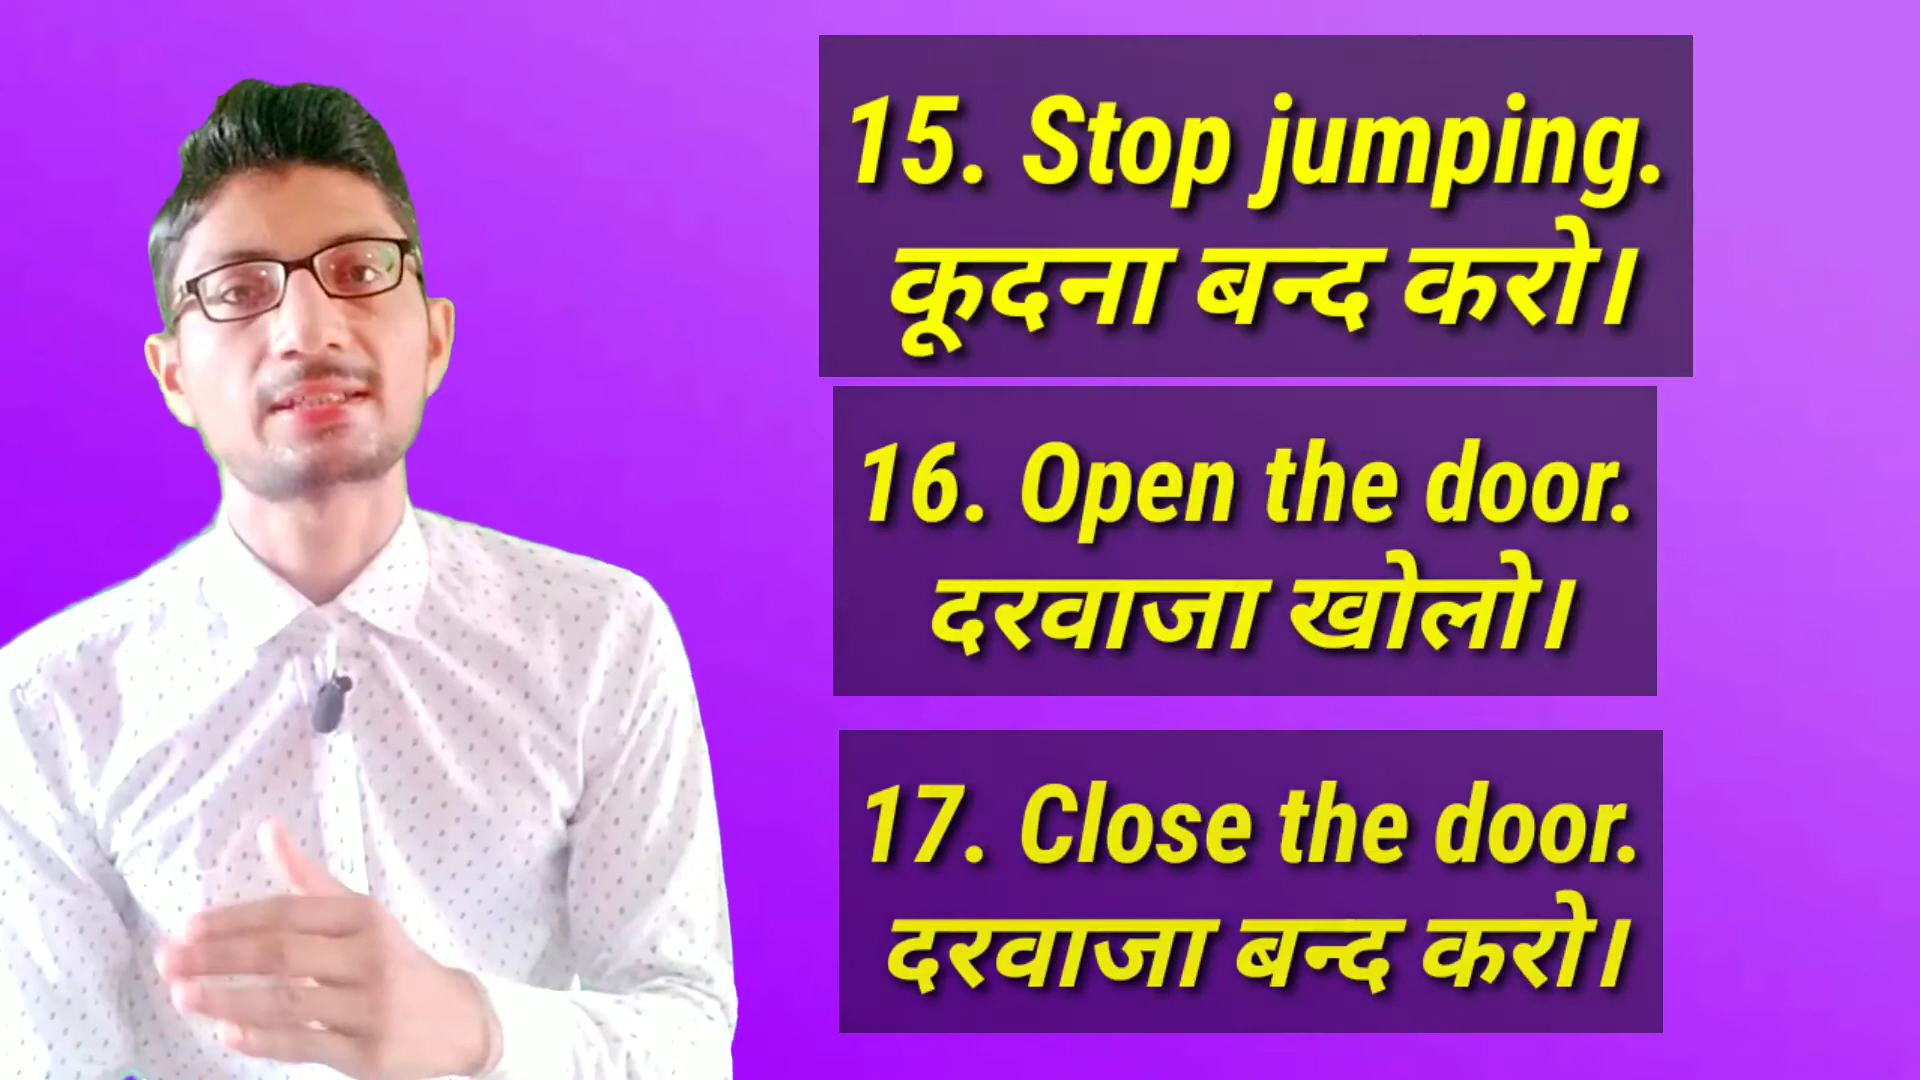 15. Stop jumping.
कूदना बन्द करो।
16. Open the door.
दरवाजा खोलो।
17. Close the door.
दरवाजा बन्द करो।